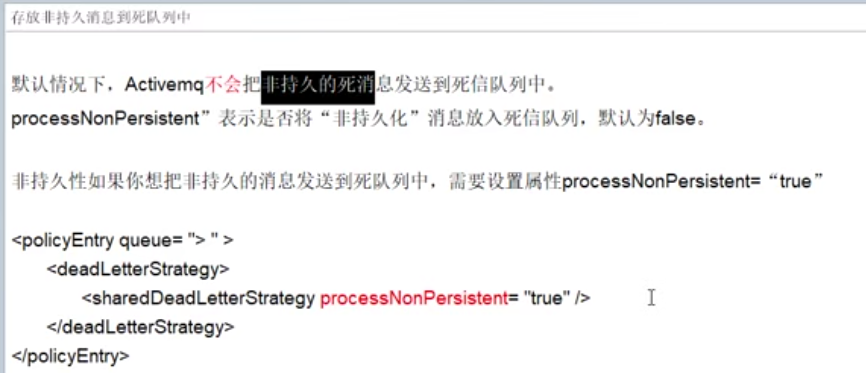 存放非持久消息到死队列中
默认情况下，Activemq不会把非持久的死消息发送到死信队列中。
processNonPersistent”表示是否将“非持久化”消息放入死信队列，默认为false。
非持久性如果你想把非持久的消息发送到死队列中，需要设置属性processNonPersistent=“true”
<policyEntry queue= "> " >
<deadLetterStrategy>
<sharedDeadLetterStrategy processNonPersistent= "true" />
</deadLetterStrategy>
</policyEntry>